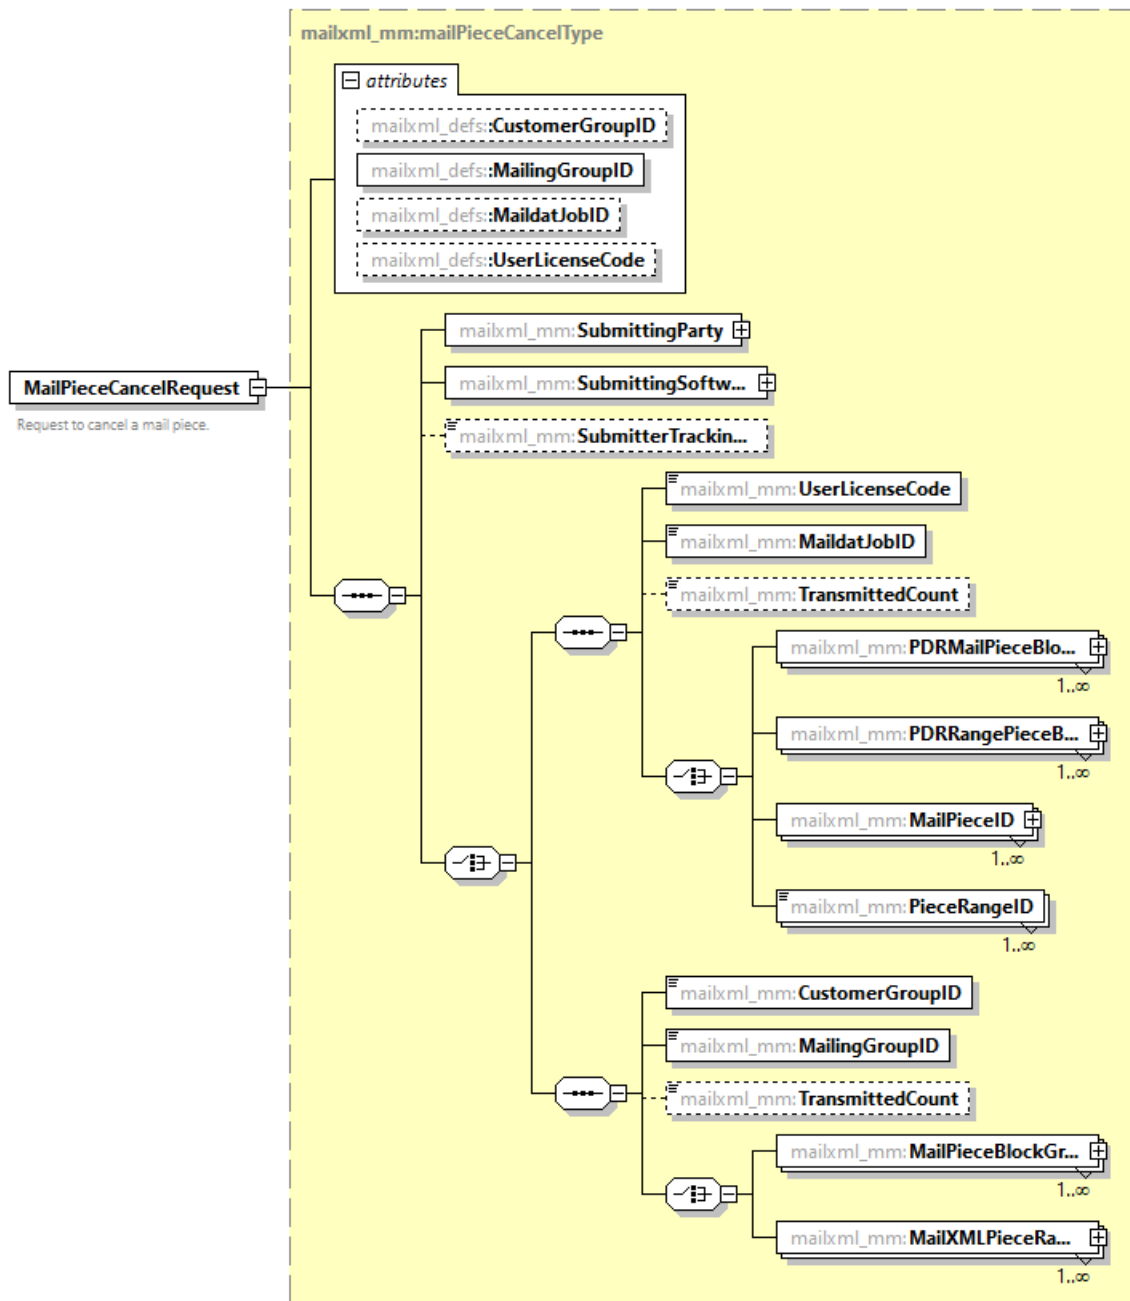 mailxml_mm:mailPieceCancelType
attributes
mailxml_defs::CustomerGroupID
mailxml_defs::MailingGroupID
mailxml_defs::MaildatJobID
mailxml_defs::UserLicenseCode
mailxml_mm:SubmittingParty
MailPieceCancelRequest
mailxml_mm:SubmittingSoftw...
Request to cancel a mail piece.
mailxml_mm:SubmitterTrackin...
mailxml_mm:UserLicenseCode
mailxml_mm:MaildatJobID
mailxml_mm:TransmittedCount
mailxml_mm:PDRMailPieceBlo...
1..∞
mailxml_mm:PDRRangePieceB...
1..∞
mailxml_mm:MailPieceID
1..∞
mailxml_mm:PieceRangeID
1..∞
mailxml_mm:CustomerGroupID
mailxml_mm:MailingGroupID
mailxml_mm:TransmittedCount
mailxml_mm:MailPieceBlockGr...
1..∞
mailxml_mm:MailXMLPieceRa...
1..∞